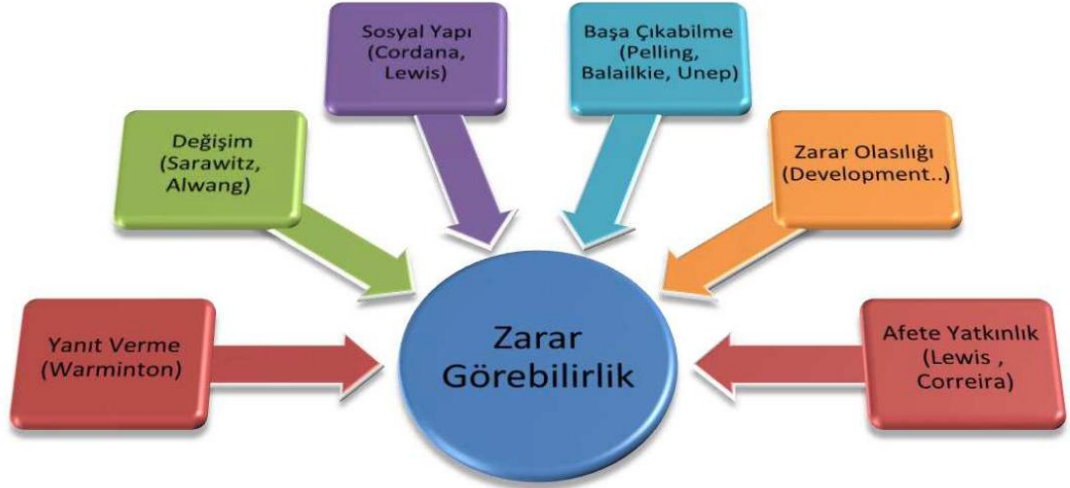 Sosyal Yapı
(Cordana,
Lewis)
Başa Çıkabilme
(Pelling,
Balailkie, Unep)
Değişim
(Sarawitz,
Alwang)
Zarar Olasılığı
(Development..)
Yanıt Verme
(Warminton)
Zarar
Görebilirlik
Afete Yatkınlık
(Lewis ,
Correira)